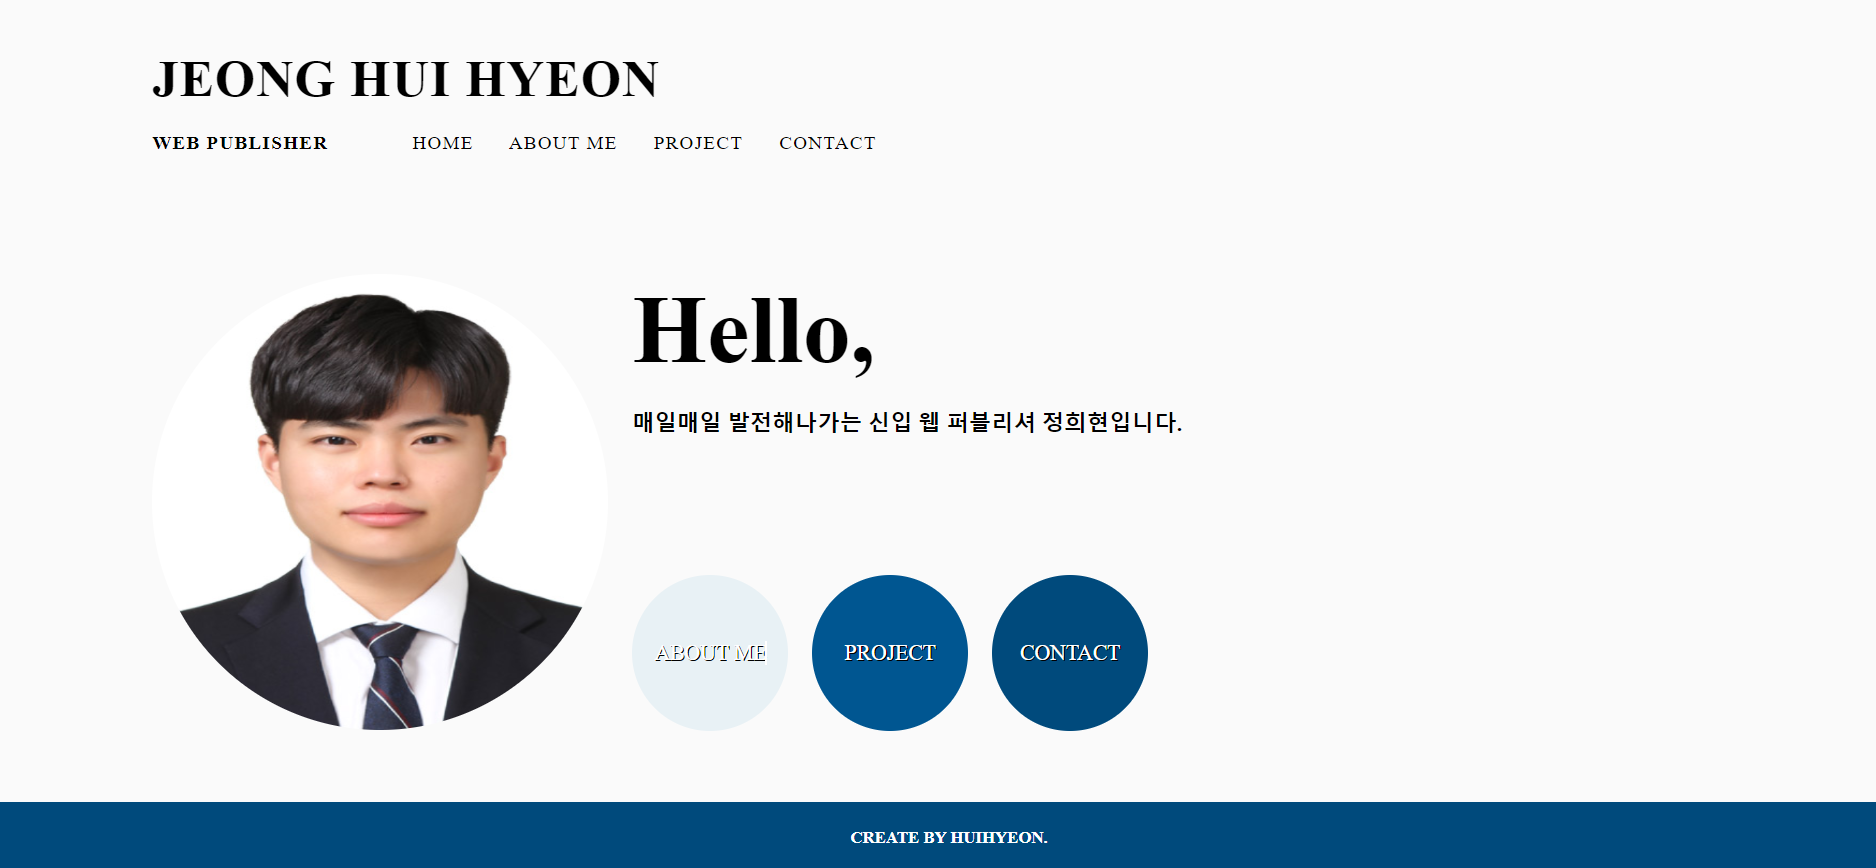 JEONG HUI HYEON
WEB PUBLISHER HOME ABOUT ME PROJECT CONTACT
Hello,
매일매일 발전해나가는 신입 웹 퍼블리셔 정희현입니다.
ABOUT ME PROJECT CONTACT
CREATE BY HUIHYEON.